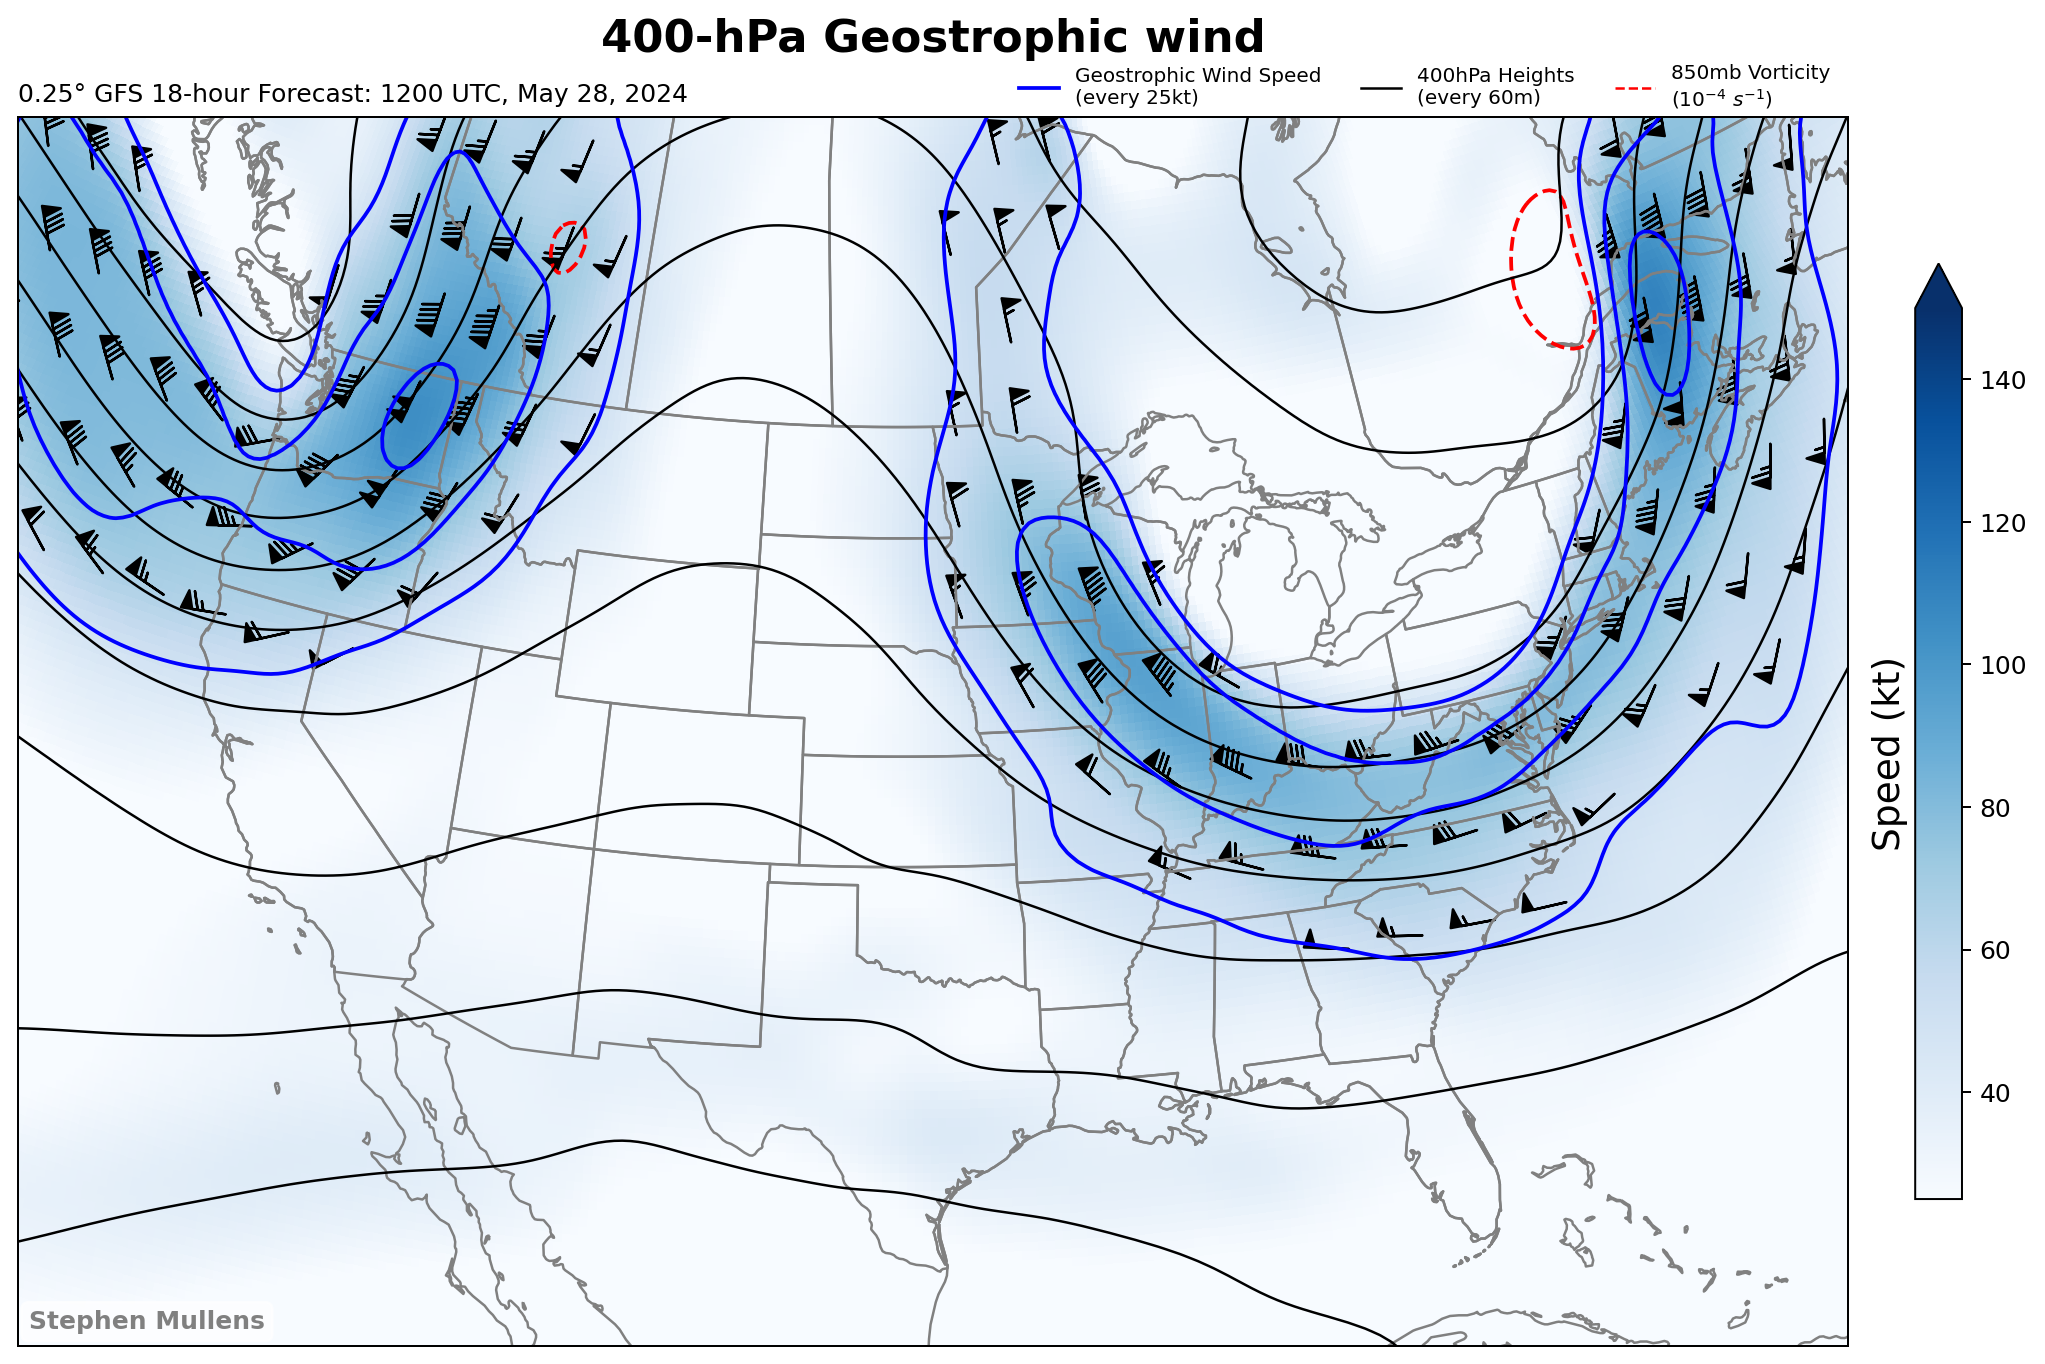 400-hPa Geostrophic wind
0.25° GFS 18-hour Forecast: 1200 UTC, May 28, 2024
Geostrophic Wind Speed
(every 25kt)
400hPa Heights
(every 60m)
850mb Vorticity
(10⁻⁴ s⁻¹)
140
120
100
80
60
40
Speed (kt)
Stephen Mullens